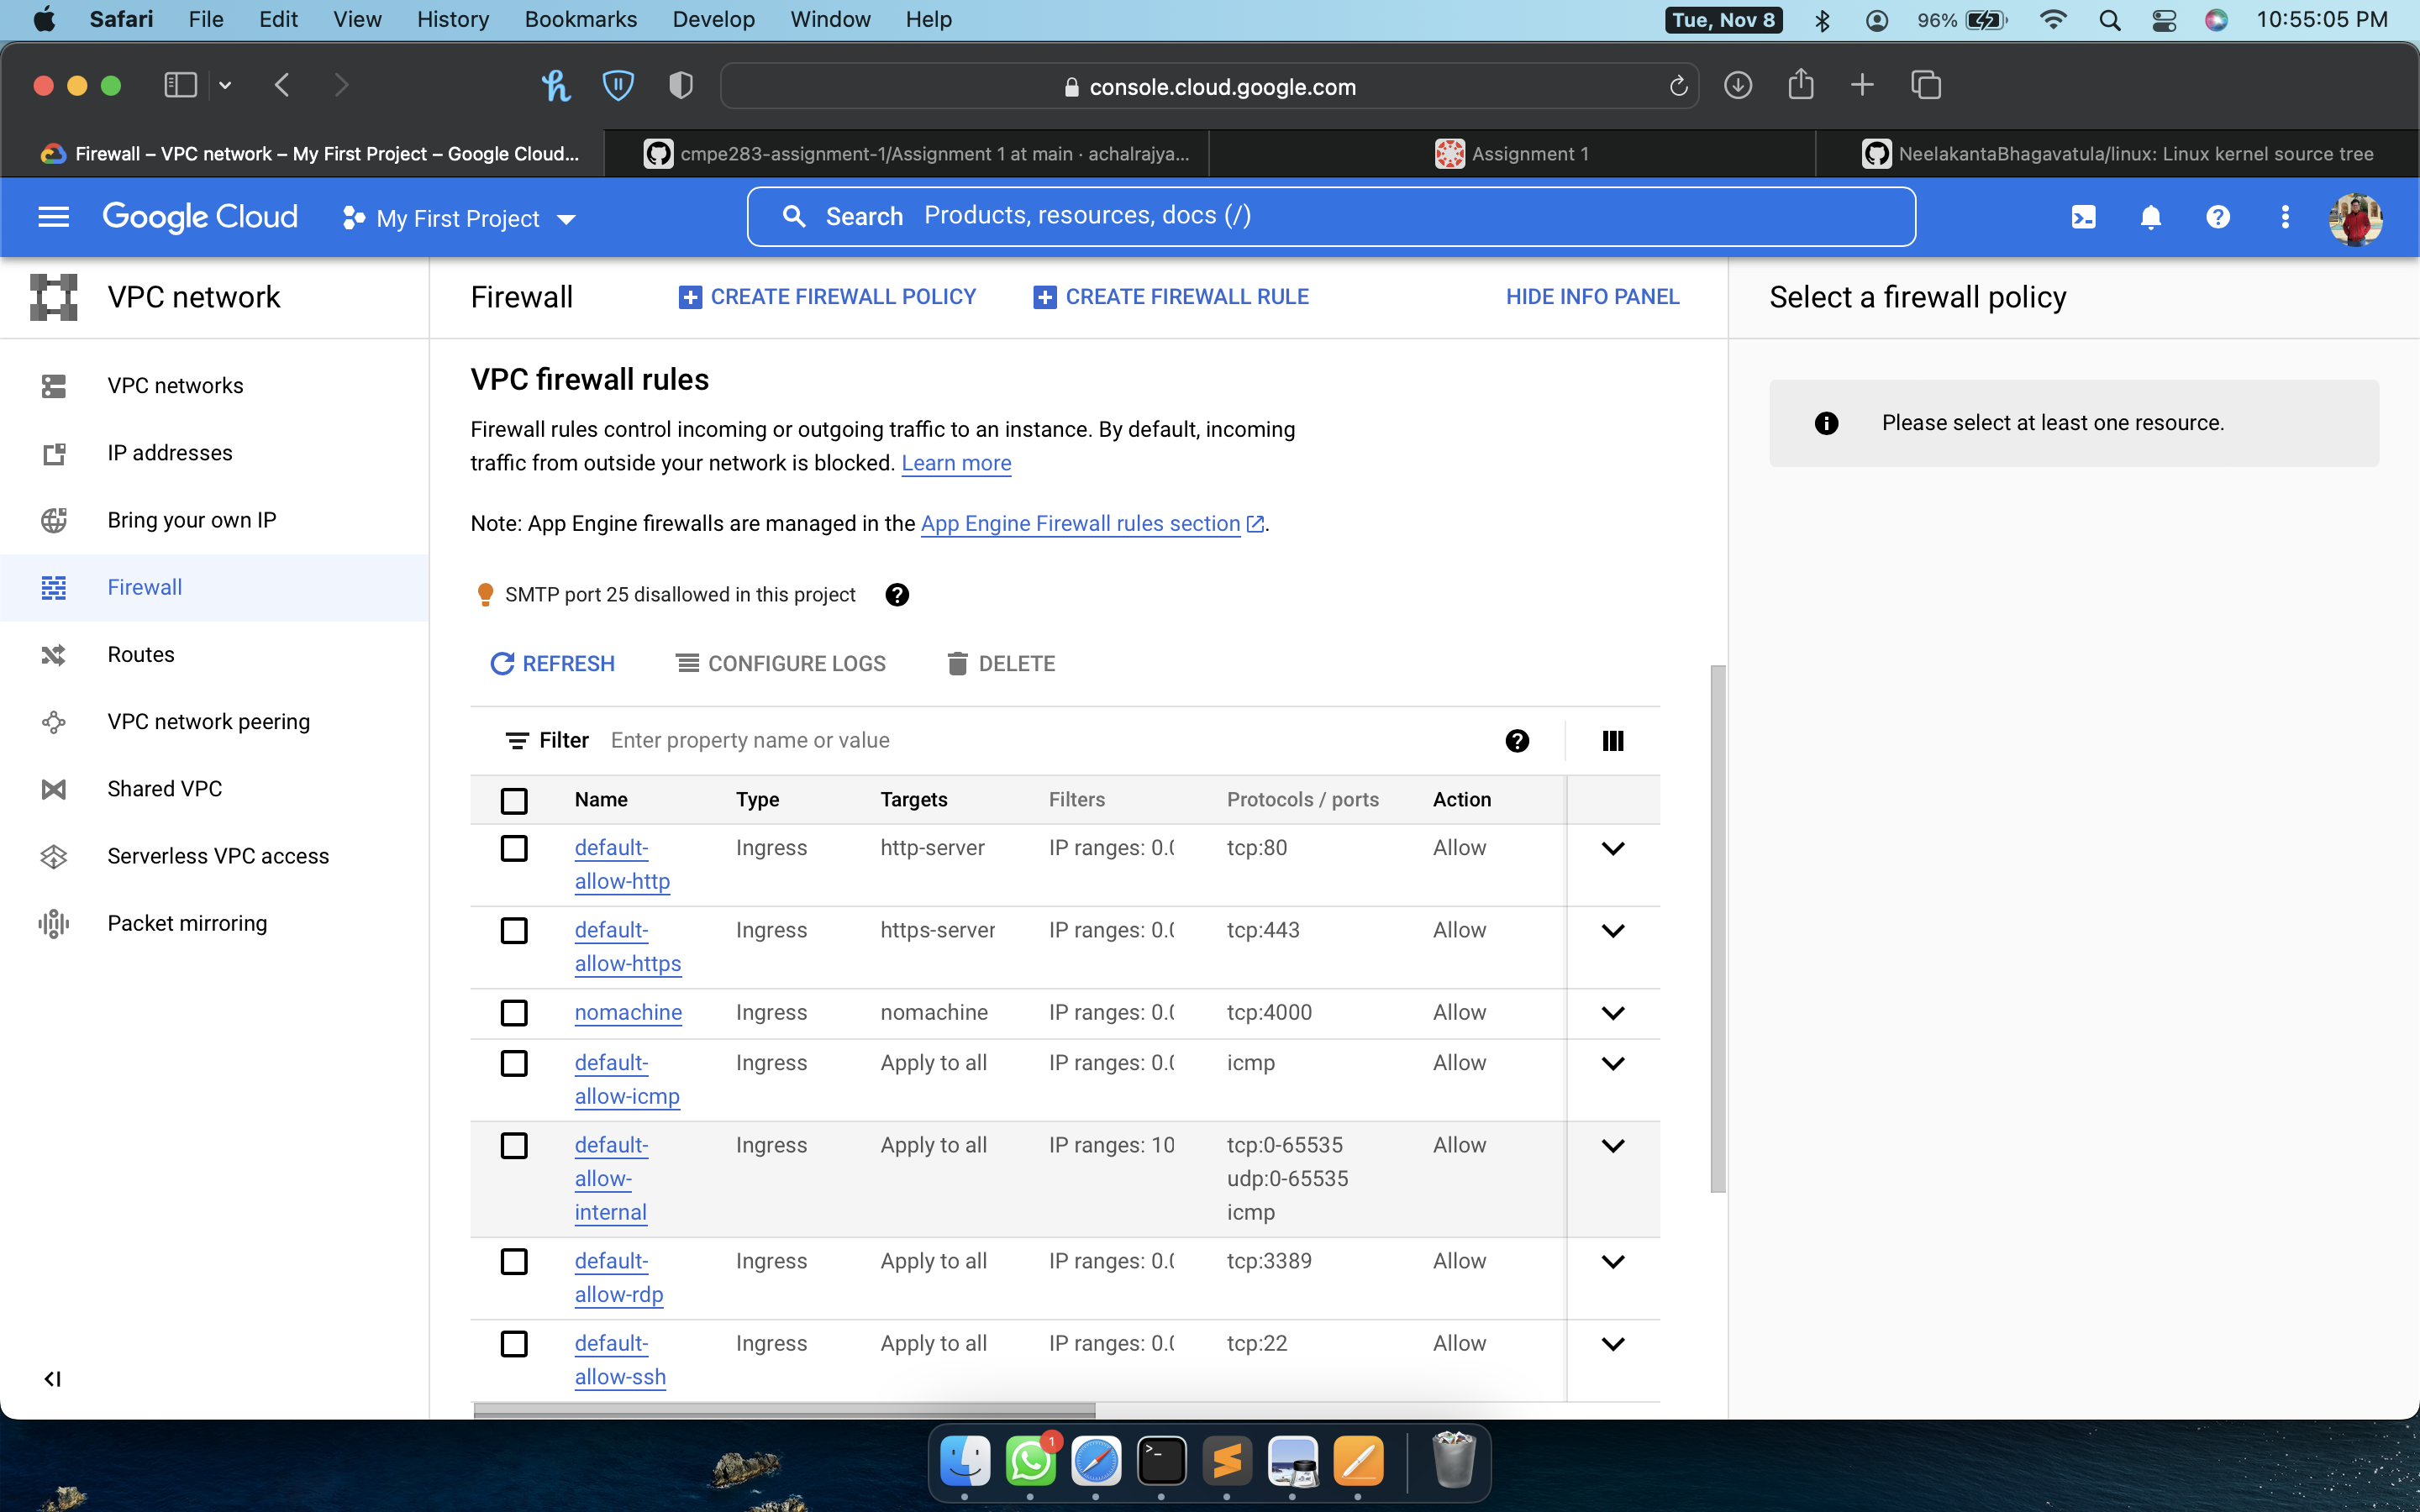 Safari File Edit View History Bookmarks Develop Window Help Tue, Nov 8 96% 10:55:05 PM
console.cloud.google.com
Firewall – VPC network – My First Project – Google Cloud... cmpe283-assignment-1/Assignment 1 at main · achalrajya... Assignment 1 NeelakantaBhagavatula/linux: Linux kernel source tree
Google Cloud My First Project Search Products, resources, docs (/)
VPC network
VPC networks
IP addresses
Bring your own IP
Firewall
Routes
VPC network peering
Shared VPC
Serverless VPC access
Packet mirroring
Firewall CREATE FIREWALL POLICY CREATE FIREWALL RULE HIDE INFO PANEL
VPC firewall rules
Firewall rules control incoming or outgoing traffic to an instance. By default, incoming
traffic from outside your network is blocked. Learn more
Note: App Engine firewalls are managed in the App Engine Firewall rules section.
SMTP port 25 disallowed in this project
REFRESH CONFIGURE LOGS DELETE
Filter Enter property name or value
Name Type Targets Filters Protocols / ports Action
default- Ingress http-server IP ranges: 0.0 tcp:80 Allow
allow-http
default- Ingress https-server IP ranges: 0.0 tcp:443 Allow
allow-https
nomachine Ingress nomachine IP ranges: 0.0 tcp:4000 Allow
default- Ingress Apply to all IP ranges: 0.0 icmp Allow
allow-icmp
default- Ingress Apply to all IP ranges: 10 tcp:0-65535 Allow
allow- udp:0-65535
internal icmp
default- Ingress Apply to all IP ranges: 0.0 tcp:3389 Allow
allow-rdp
default- Ingress Apply to all IP ranges: 0.0 tcp:22 Allow
allow-ssh
Select a firewall policy
Please select at least one resource.
1